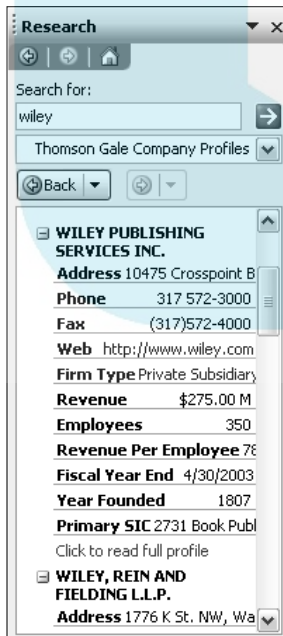 Research
Search for:
wiley
Thomson Gale Company Profiles
Back
WILEY PUBLISHING
SERVICES INC.
Address 10475 Crosspoint B
Phone 317 572-3000
Fax (317)572-4000
Web http://www.wiley.com
Firm Type Private Subsidiary
Revenue $275.00 M
Employees 350
Revenue Per Employee 78
Fiscal Year End 4/30/2003
Year Founded 1807
Primary SIC 2731 Book Publ
Click to read full profile
WILEY, REIN AND
FIELDING L.L.P.
Address 1776 K St. NW, Wa